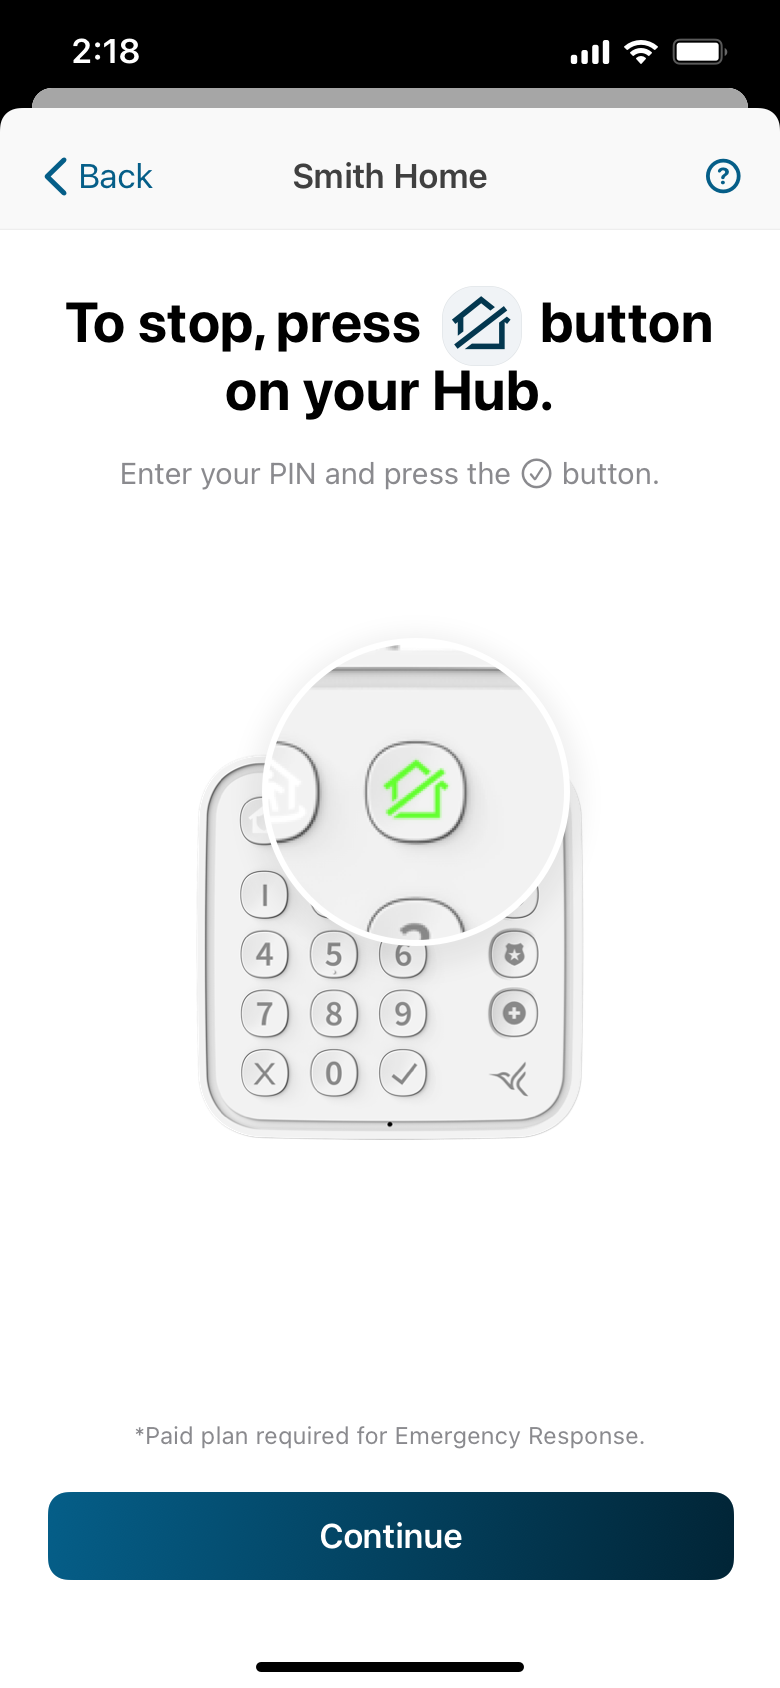 2:18
Back
Smith Home
To stop, press button
on your Hub.
Enter your PIN and press the button.
1
4 5 6
7 8 9
X 0
*Paid plan required for Emergency Response.
Continue